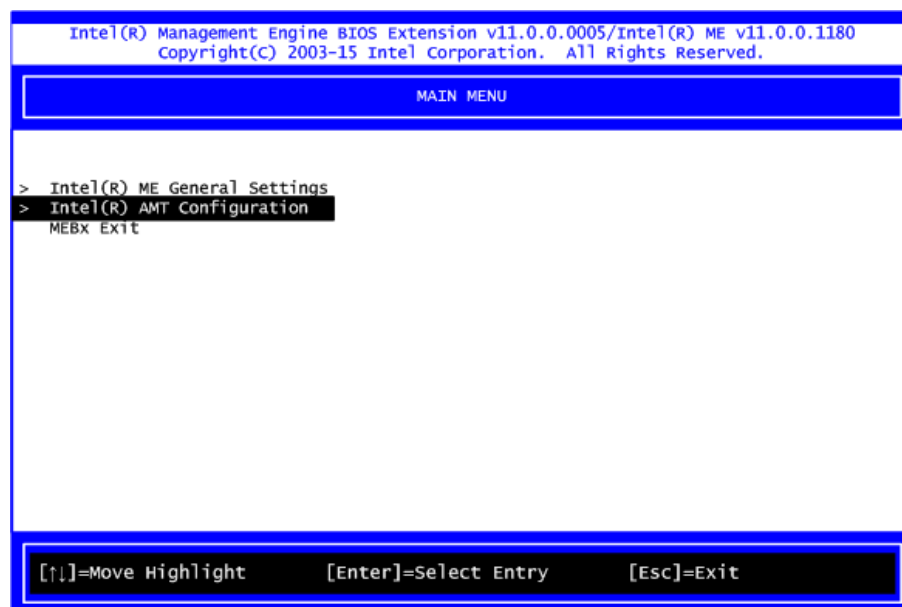 Intel(R) Management Engine BIOS Extension v11.0.0.0005/Intel(R) ME v11.0.0.1180
Copyright(C) 2003-15 Intel Corporation. All Rights Reserved.
MAIN MENU
> Intel(R) ME General Settings
> Intel(R) AMT Configuration
MEBx Exit
[↑↓]=Move Highlight [Enter]=Select Entry [Esc]=Exit